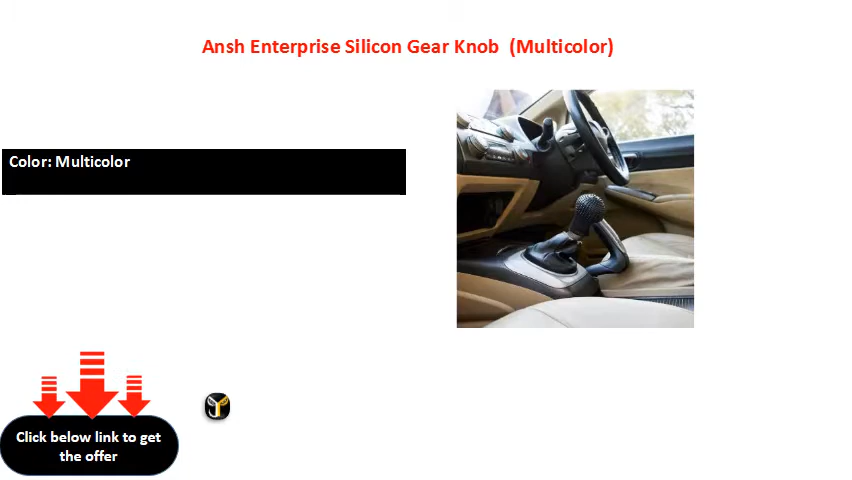 Ansh Enterprise Silicon Gear Knob  (Multicolor)
Color: Multicolor
Click below link to get
the offer